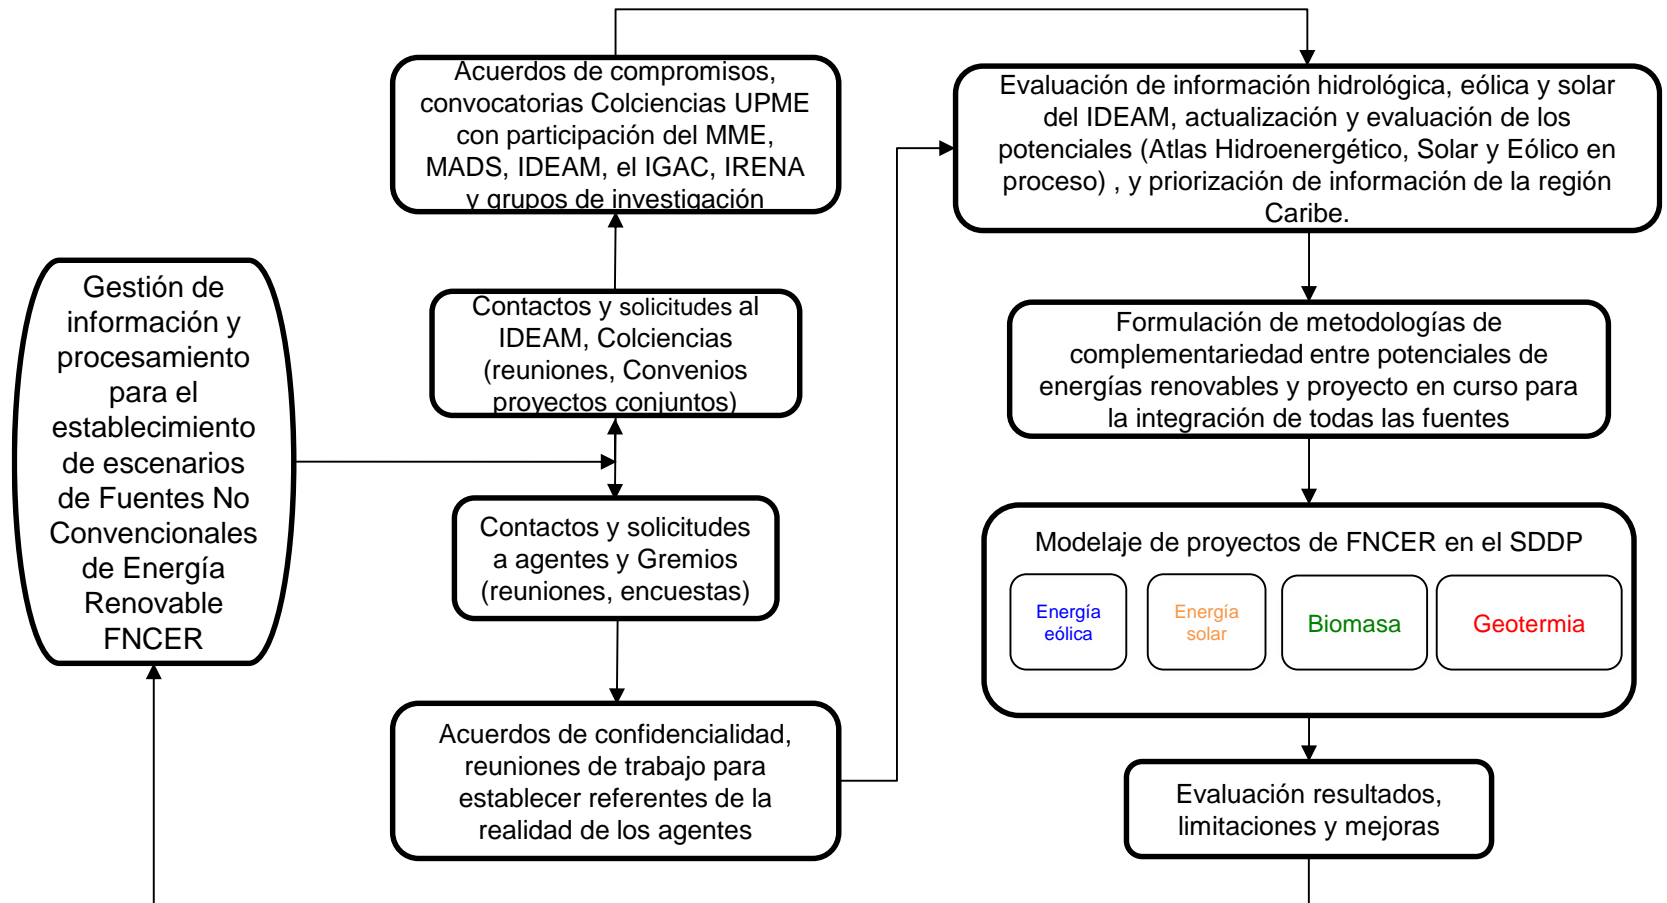 Gestión de
información y
procesamiento
para el
establecimiento
de escenarios
de Fuentes No
Convencionales
de Energía
Renovable
FNCER
Acuerdos de compromisos,
convocatorias Colciencias UPME
con participación del MME,
MADS, IDEAM, el IGAC, IRENA
y grupos de investigación
Contactos y solicitudes al
IDEAM, Colciencias
(reuniones, Convenios
proyectos conjuntos)
Contactos y solicitudes
a agentes y Gremios
(reuniones, encuestas)
Acuerdos de confidencialidad,
reuniones de trabajo para
establecer referentes de la
realidad de los agentes
Evaluación de información hidrológica, eólica y solar
del IDEAM, actualización y evaluación de los
potenciales (Atlas Hidroenergético, Solar y Eólico en
proceso) , y priorización de información de la región
Caribe.
Formulación de metodologías de
complementariedad entre potenciales de
energías renovables y proyecto en curso para
la integración de todas las fuentes
Modelaje de proyectos de FNCER en el SDDP
Energía
eólica
Energía
solar
Biomasa
Geotermia
Evaluación resultados,
limitaciones y mejoras